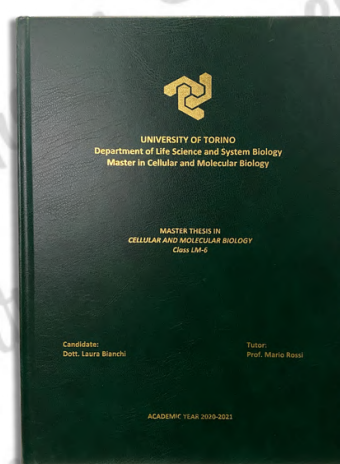 UNIVERSITY OF TORINO
Department of Life Science and System Biology
Master in Cellular and Molecular Biology
MASTER THESIS IN
CELLULAR AND MOLECULAR BIOLOGY
Class LM-6
Candidate:
Dott. Laura Bianchi
Tutor:
Prof. Mario Rossi
ACADEMIC YEAR 2020-2021